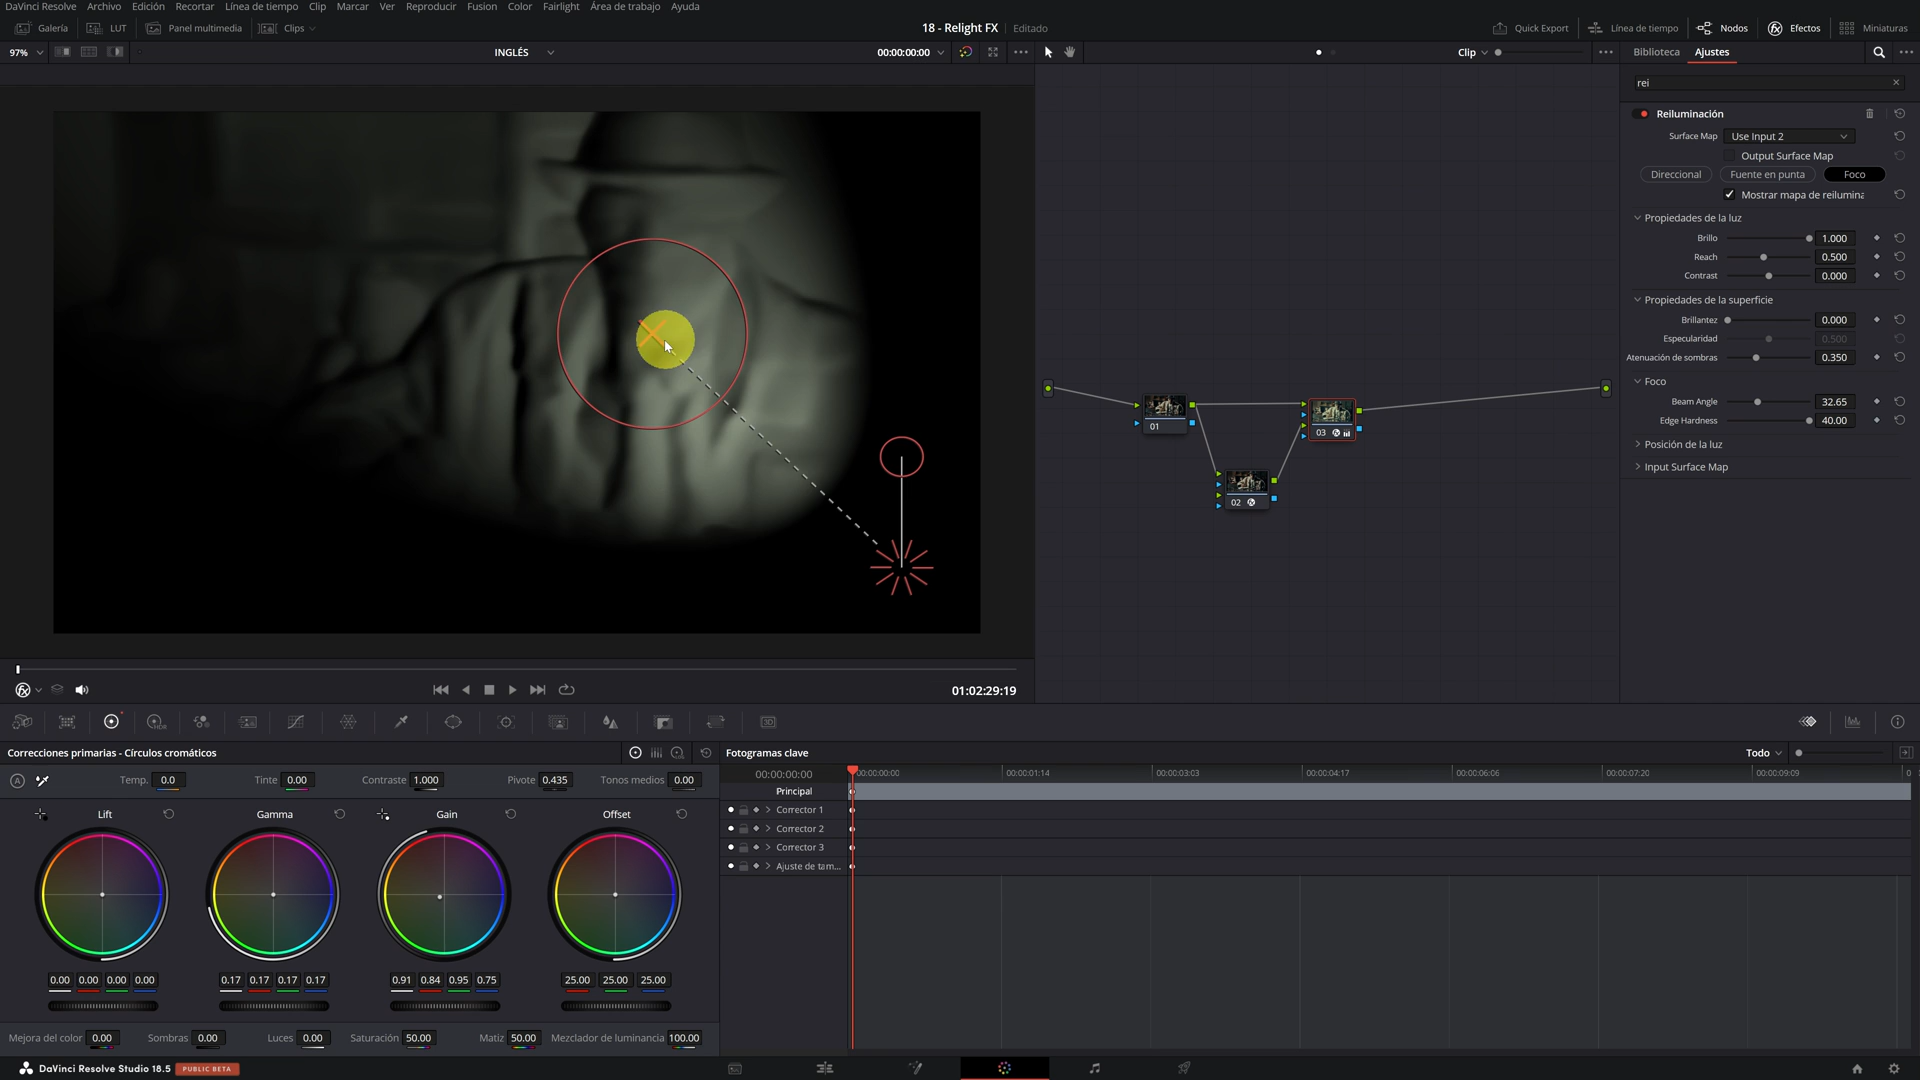 DaVinci Resolve Archivo Edición Recortar Línea de tiempo Clip Marcar Ver Reproducir Fusion Color Fairlight Área de trabajo Ayuda
Galería LUT Panel multimedia Clips 18 - Relight FX Editado Quick Export Línea de tiempo Nodos Efectos Miniaturas
97% INGLÉS 00:00:00:00 Clip Biblioteca Ajustes
rei
Reiluminación
Surface Map Use Input 2
Output Surface Map
Direccional Fuente en punta Foco
Mostrar mapa de reilumina
Propiedades de la luz
Brillo 1.000
Reach 0.500
Contrast 0.000
Propiedades de la superficie
Brillantez 0.000
Especularidad 0.500
Atenuación de sombras 0.350
Foco
Beam Angle 32.65
Edge Hardness 40.00
Posición de la luz
Input Surface Map
01
03
02
01:02:29:19
HDR
3D
Correcciones primarias - Círculos cromáticos
A Temp. 0.0 Tinte 0.00 Contraste 1.000 Pivote 0.435 Tonos medios 0.00
Lift Gamma Gain Offset
0.00 0.00 0.00 0.00 0.17 0.17 0.17 0.17 0.91 0.84 0.95 0.75 25.00 25.00 25.00
Mejora del color 0.00 Sombras 0.00 Luces 0.00 Saturación 50.00 Matiz 50.00 Mezclador de luminancia 100.00
Fotogramas clave Todo
00:00:00:00 00:00:00:00 00:00:01:14 00:00:03:03 00:00:04:17 00:00:06:06 00:00:07:20 00:00:09:09 0
Principal
Corrector 1
Corrector 2
Corrector 3
Ajuste de tam...
DaVinci Resolve Studio 18.5 PUBLIC BETA